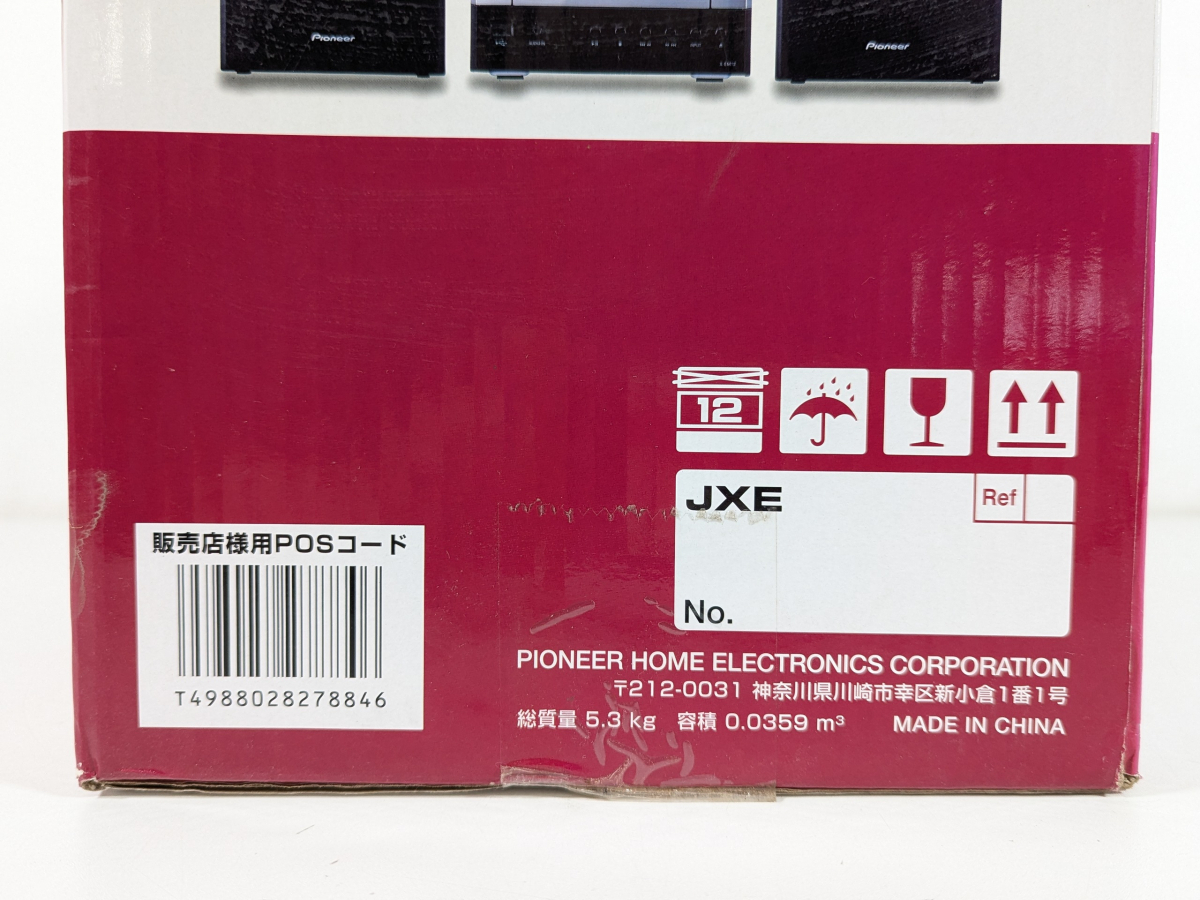 Pioneer
Pioneer
12
JXE
Ref
No.
販売店様用POSコード
T4988028278846
PIONEER HOME ELECTRONICS CORPORATION
〒212-0031 神奈川県川崎市幸区新小倉1番1号
総質量 5.3 kg 容積 0.0359 m³ MADE IN CHINA